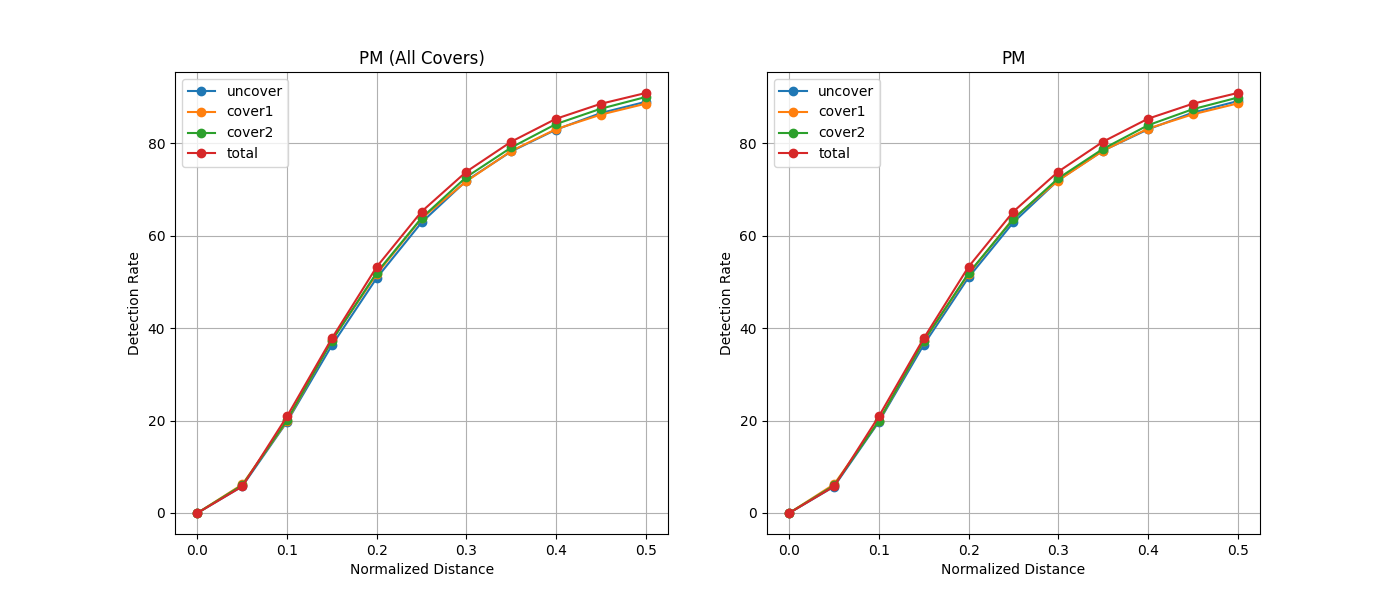 PM (All Covers)
uncover
cover1
cover2
total
80
60
40
20
0
Detection Rate
0.0 0.1 0.2 0.3 0.4 0.5
Normalized Distance
PM
uncover
cover1
cover2
total
80
60
40
20
0
Detection Rate
0.0 0.1 0.2 0.3 0.4 0.5
Normalized Distance